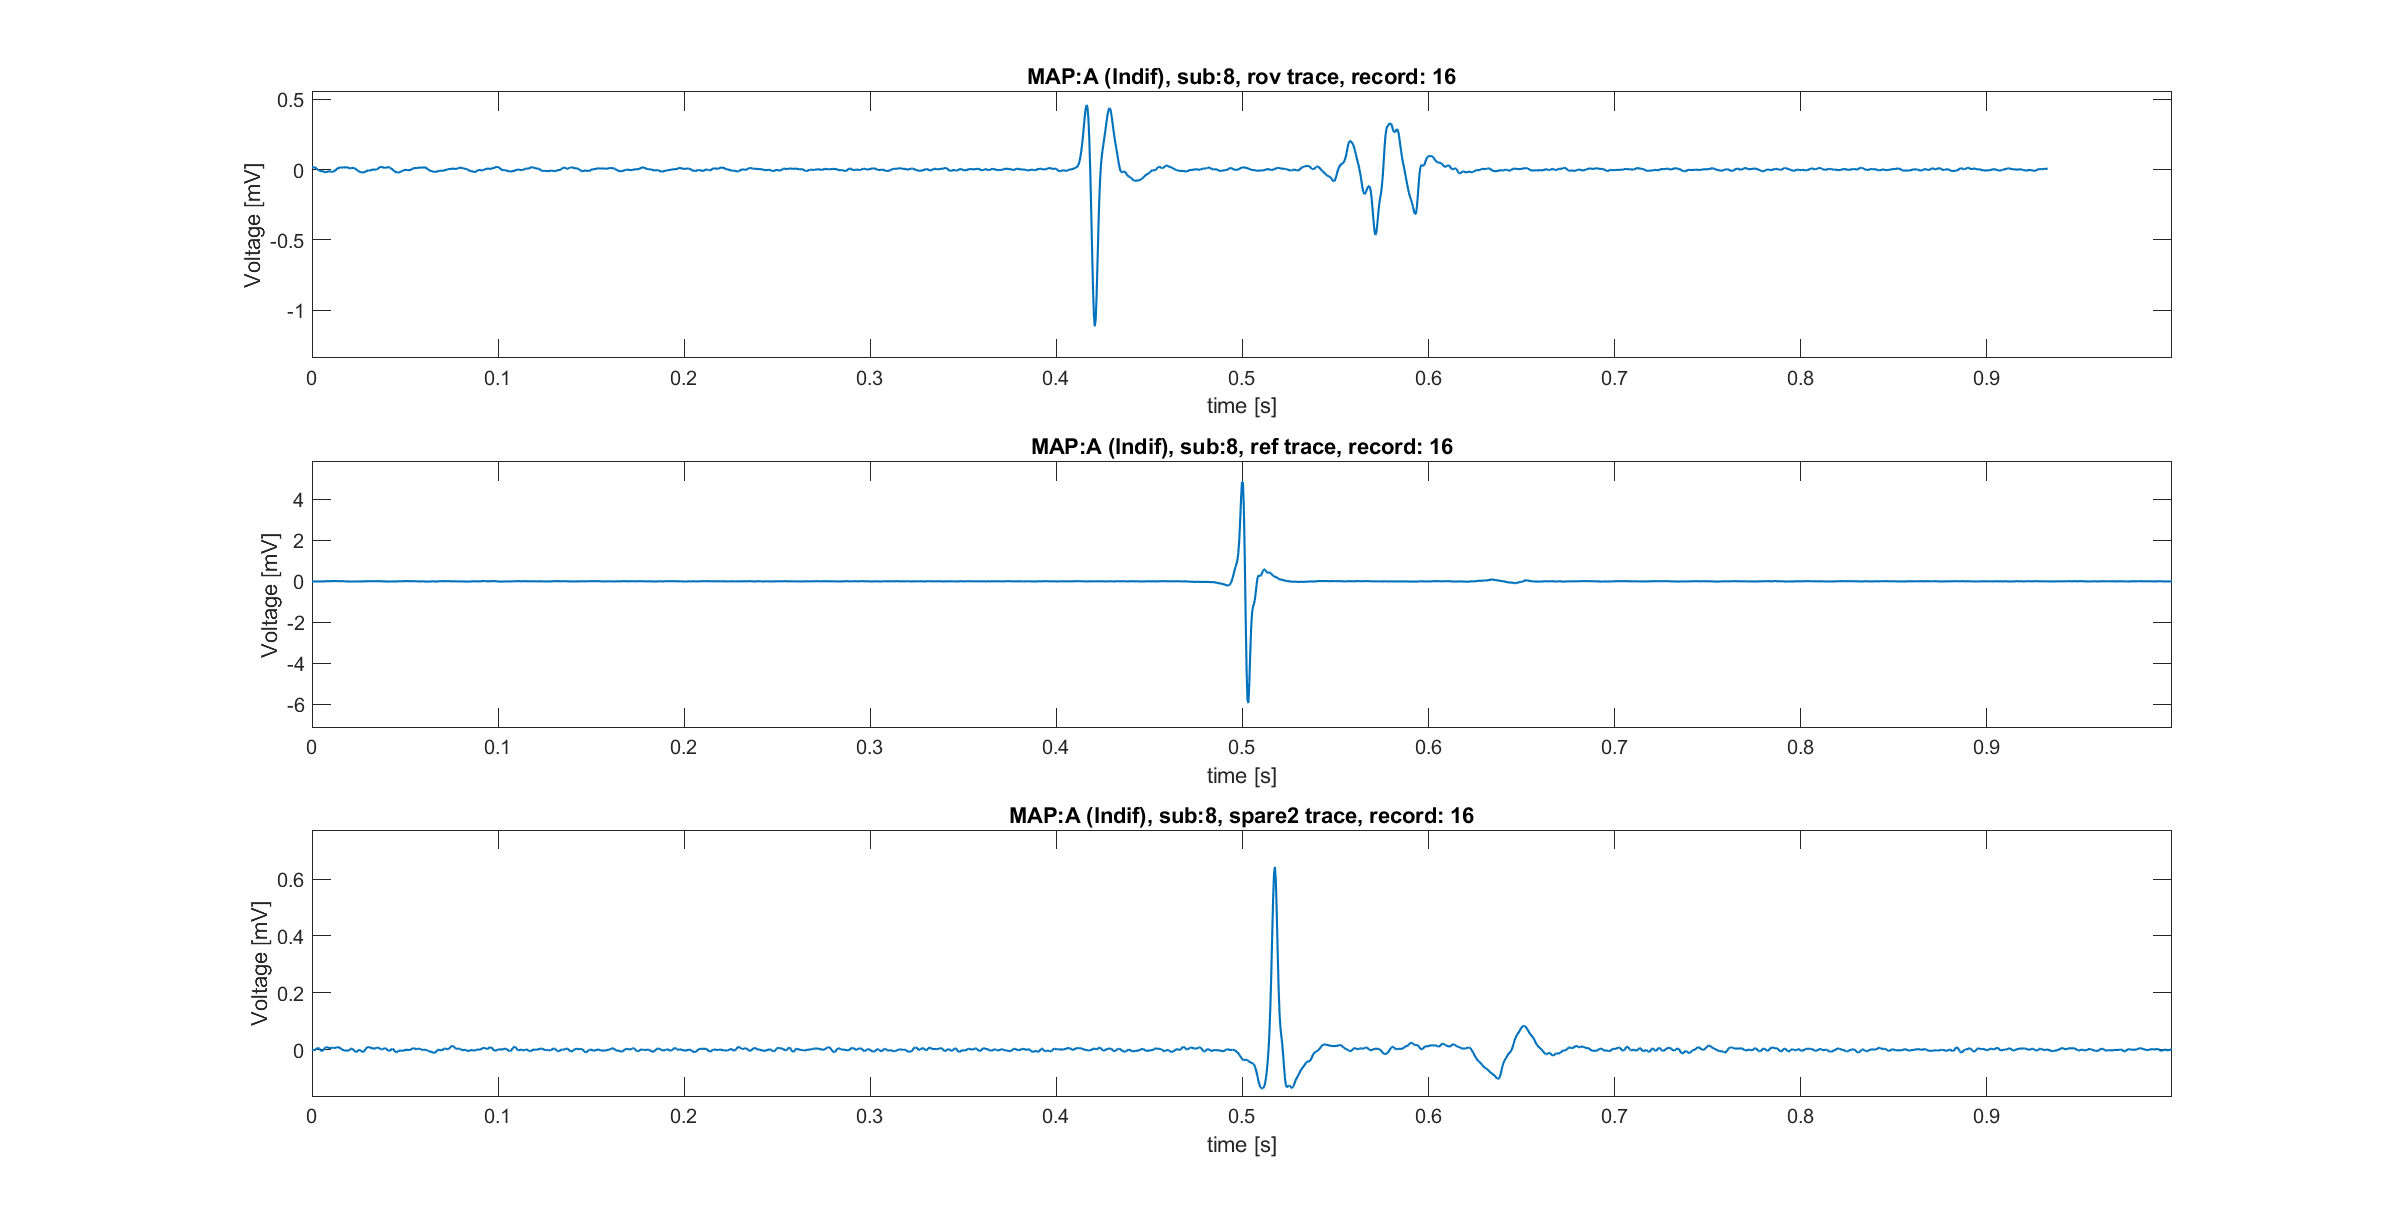 MAP:A (Indif), sub:8, rov trace, record: 16
0.5
0
-0.5
-1
Voltage [mV]
0 0.1 0.2 0.3 0.4 0.5 0.6 0.7 0.8 0.9
time [s]
MAP:A (Indif), sub:8, ref trace, record: 16
4
2
0
-2
-4
-6
Voltage [mV]
0 0.1 0.2 0.3 0.4 0.5 0.6 0.7 0.8 0.9
time [s]
MAP:A (Indif), sub:8, spare2 trace, record: 16
0.6
0.4
0.2
0
Voltage [mV]
0 0.1 0.2 0.3 0.4 0.5 0.6 0.7 0.8 0.9
time [s]